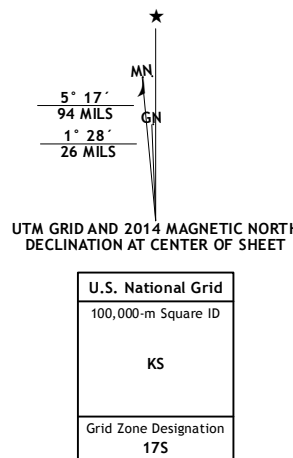 ★
MN
5° 17´
94 MILS
GN
1° 28´
26 MILS
UTM GRID AND 2014 MAGNETIC NORTH
DECLINATION AT CENTER OF SHEET
U.S. National Grid
100,000-m Square ID
KS
Grid Zone Designation
17S